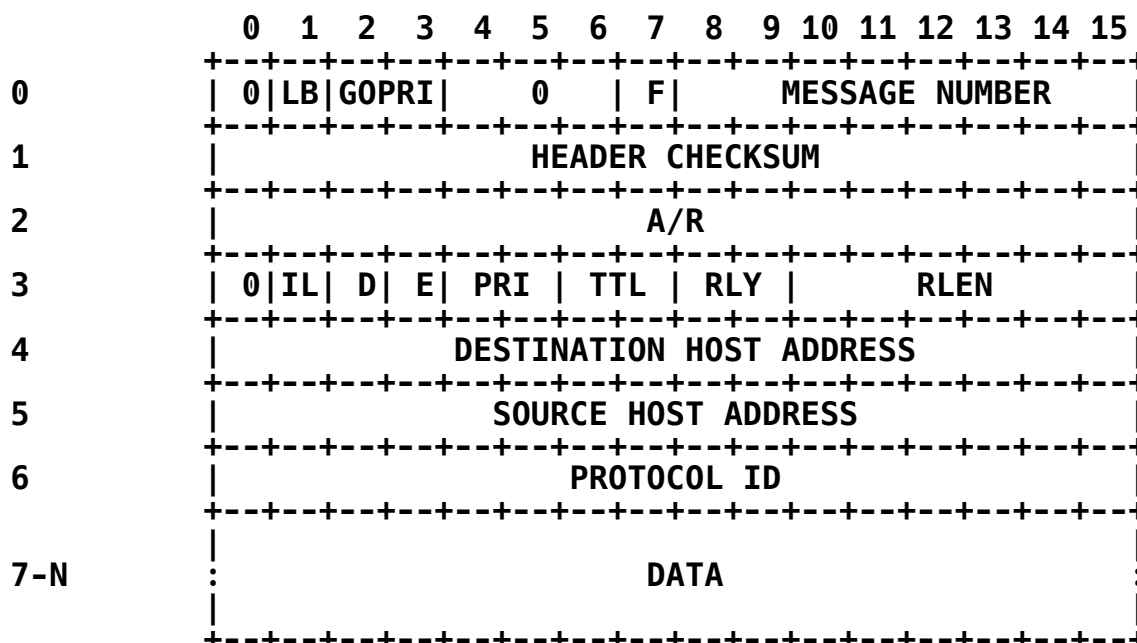 0 1 2 3 4 5 6 7 8 9 10 11 12 13 14 15
+--+--+--+--+--+--+--+--+--+--+--+--+--+--+--+--+
0 | 0|LB|GOPRI| 0 | F| MESSAGE NUMBER |
+--+--+--+--+--+--+--+--+--+--+--+--+--+--+--+--+
1 | HEADER CHECKSUM |
+--+--+--+--+--+--+--+--+--+--+--+--+--+--+--+--+
2 | A/R |
+--+--+--+--+--+--+--+--+--+--+--+--+--+--+--+--+
3 | 0|IL| D| E| PRI | TTL | RLY | RLEN |
+--+--+--+--+--+--+--+--+--+--+--+--+--+--+--+--+
4 | DESTINATION HOST ADDRESS |
+--+--+--+--+--+--+--+--+--+--+--+--+--+--+--+--+
5 | SOURCE HOST ADDRESS |
+--+--+--+--+--+--+--+--+--+--+--+--+--+--+--+--+
6 | PROTOCOL ID |
+--+--+--+--+--+--+--+--+--+--+--+--+--+--+--+--+
| |
7-N : DATA :
| |
+--+--+--+--+--+--+--+--+--+--+--+--+--+--+--+--+